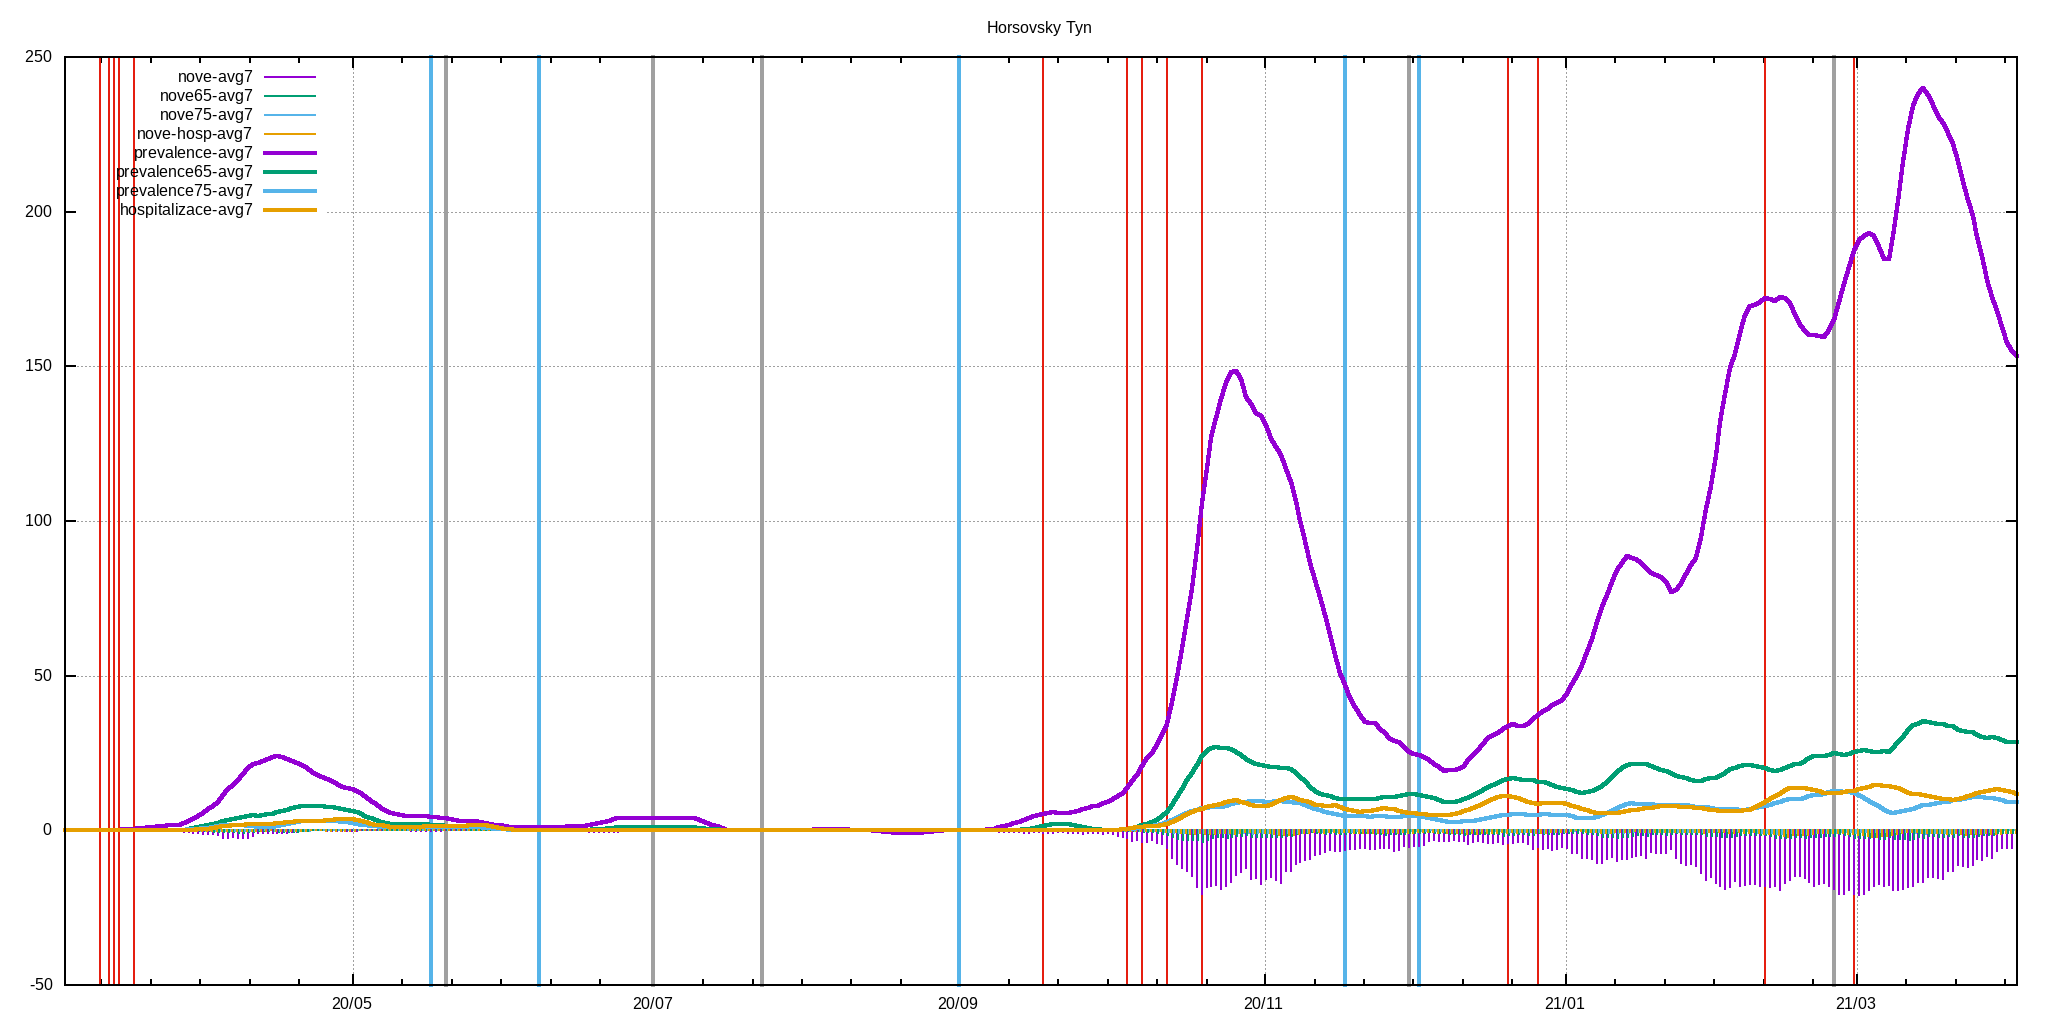 Horsovsky Tyn
250
200
150
100
50
0
-50
nove-avg7
nove65-avg7
nove75-avg7
nove-hosp-avg7
prevalence-avg7
prevalence65-avg7
prevalence75-avg7
hospitalizace-avg7
20/05 20/07 20/09 20/11 21/01 21/03